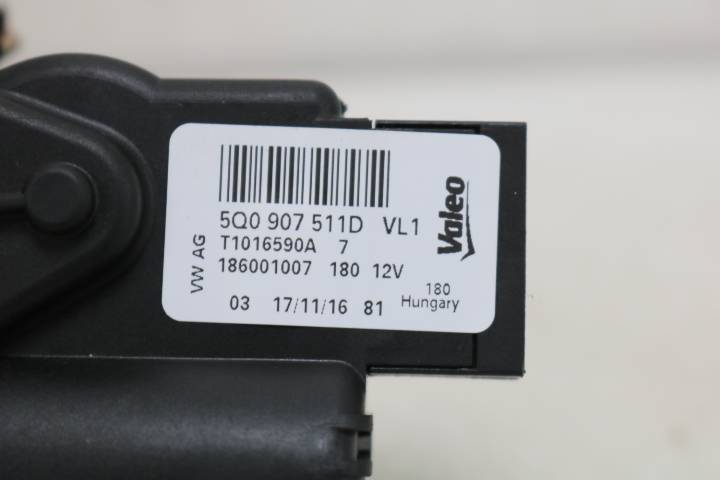 5Q0 907 511D VL1
T1016590A 7
186001007 180 12V
03 17/11/16 81
VW AG
Valeo
180
Hungary